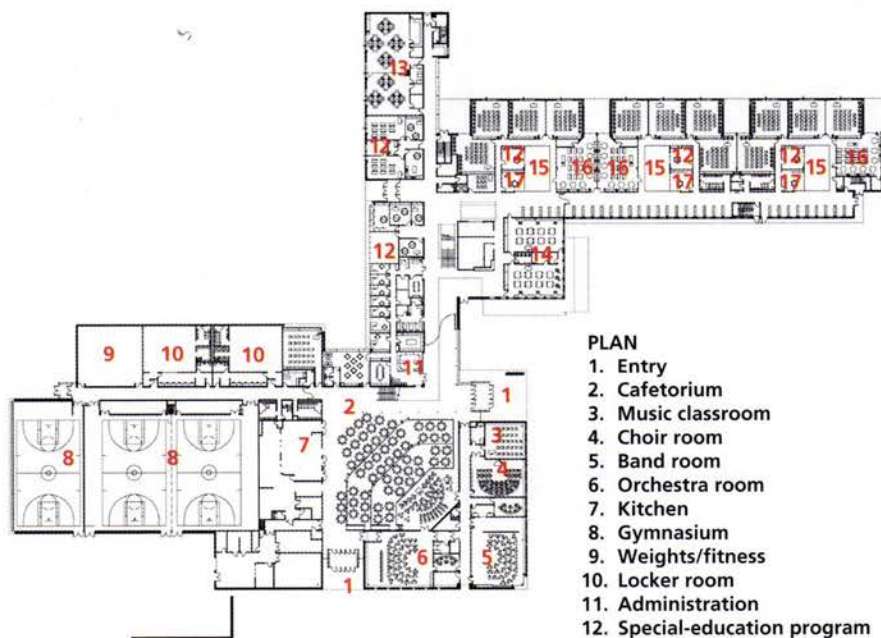 13
12
12
15
16
16
15
12
12
15
16
17
17
17
12
14
9
10
10
11
1
2
3
4
7
8
8
6
5
1
PLAN
1. Entry
2. Cafetorium
3. Music classroom
4. Choir room
5. Band room
6. Orchestra room
7. Kitchen
8. Gymnasium
9. Weights/fitness
10. Locker room
11. Administration
12. Special-education program